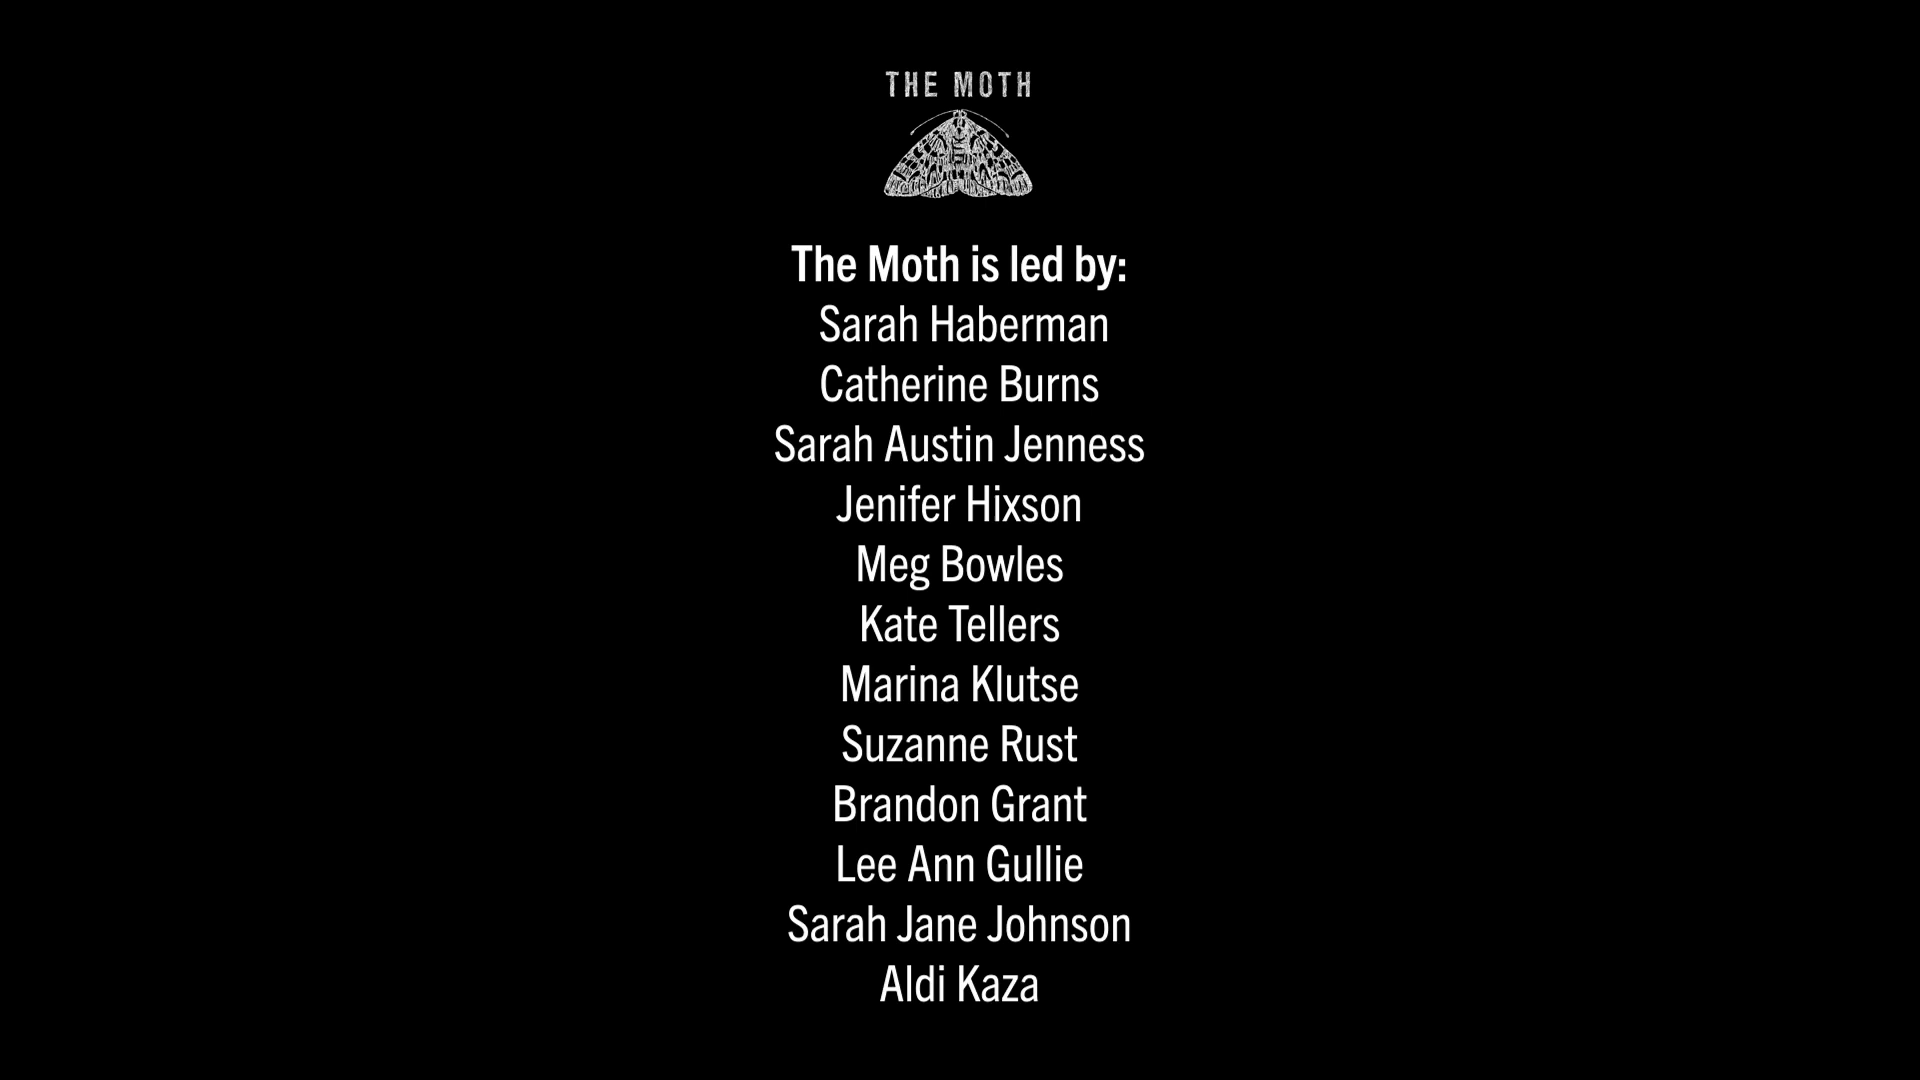 THE MOTH
The Moth is led by:
Sarah Haberman
Catherine Burns
Sarah Austin Jenness
Jenifer Hixson
Meg Bowles
Kate Tellers
Marina Klutse
Suzanne Rust
Brandon Grant
Lee Ann Gullie
Sarah Jane Johnson
Aldi Kaza